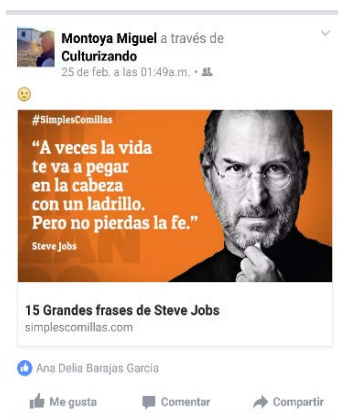 Montoya Miguel a través de
Culturizando
25 de feb. a las 01:49a.m. •
#SimplesComillas
“A veces la vida
te va a pegar
en la cabeza
con un ladrillo.
Pero no pierdas la fe.”
Steve Jobs
15 Grandes frases de Steve Jobs
simplescomillas.com
Ana Delia Barajas Garcia
Me gusta
Comentar
Compartir